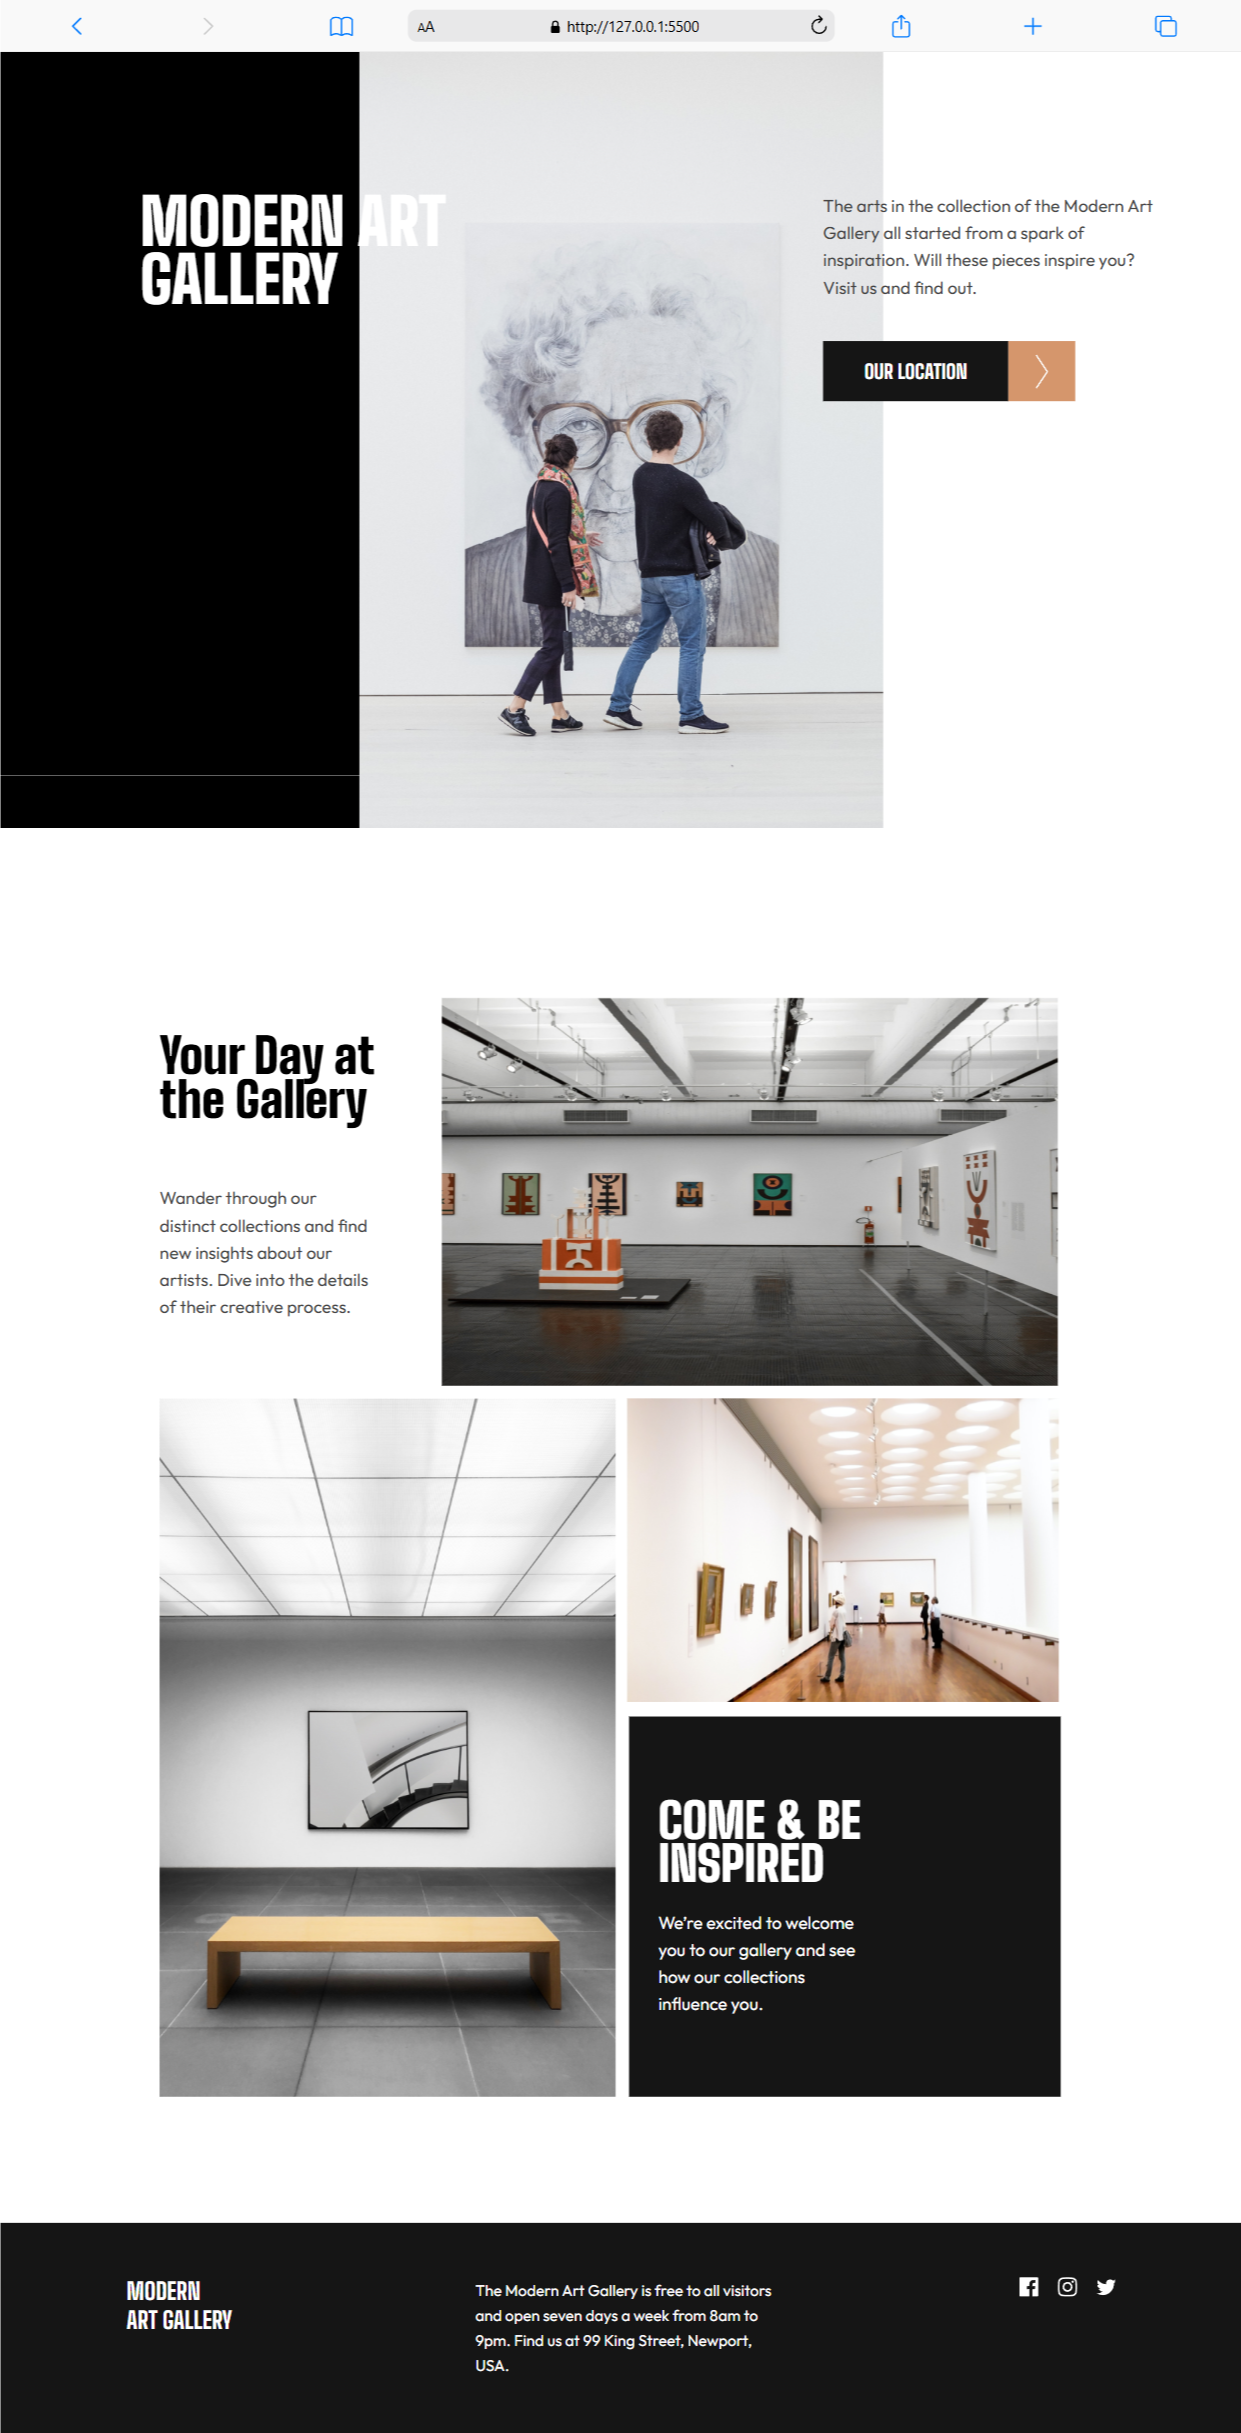 AA
http://127.0.0.1:5500
MODERN ART
GALLERY
The arts in the collection of the Modern Art
Gallery all started from a spark of
inspiration. Will these pieces inspire you?
Visit us and find out.
OUR LOCATION
Your Day at
the Gallery
Wander through our
distinct collections and find
new insights about our
artists. Dive into the details
of their creative process.
COME & BE
INSPIRED
We’re excited to welcome
you to our gallery and see
how our collections
influence you.
MODERN
ART GALLERY
The Modern Art Gallery is free to all visitors
and open seven days a week from 8am to
9pm. Find us at 99 King Street, Newport,
USA.